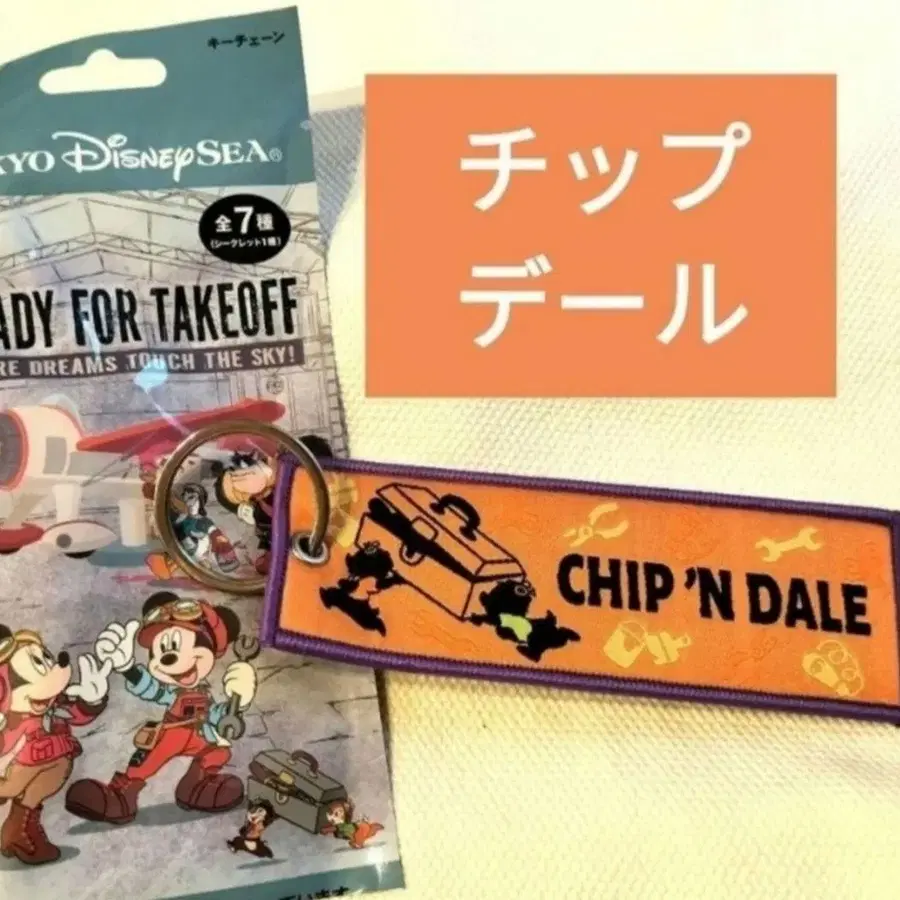 キーチェーン
KYO DISNEYSEA®
全7種
(シークレット1種)
ADY FOR TAKEOFF
RE DREAMS TOUCH THE SKY!
チップ
デール
CHIP 'N DALE